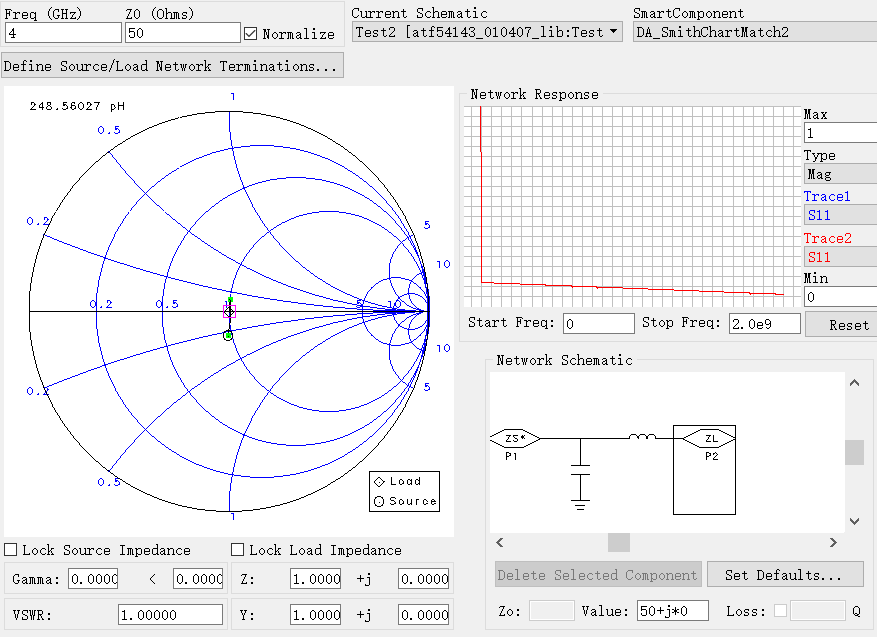 Freq (GHz)
Z0 (Ohms)
4
50
Normalize
Current Schematic
Test2 [atf54143_010407_lib:Test
SmartComponent
DA_SmithChartMatch2
Define Source/Load Network Terminations...
248.56027 pH
1
0.5
0.2
5
10
0.2
0.5
5
10
10
5
0.2
0.5
1
Load
Source
Network Response
Max
1
Type
Mag
Trace1
S11
Trace2
S11
Min
0
Start Freq:
0
Stop Freq:
2.0e9
Reset
Network Schematic
ZS*
P1
ZL
P2
Delete Selected Component
Set Defaults...
Zo:
Value:
50+j*0
Loss:
Q
Lock Source Impedance
Lock Load Impedance
Gamma:
0.0000
<
0.0000
Z:
1.0000
+j
0.0000
VSWR:
1.00000
Y:
1.0000
+j
0.0000